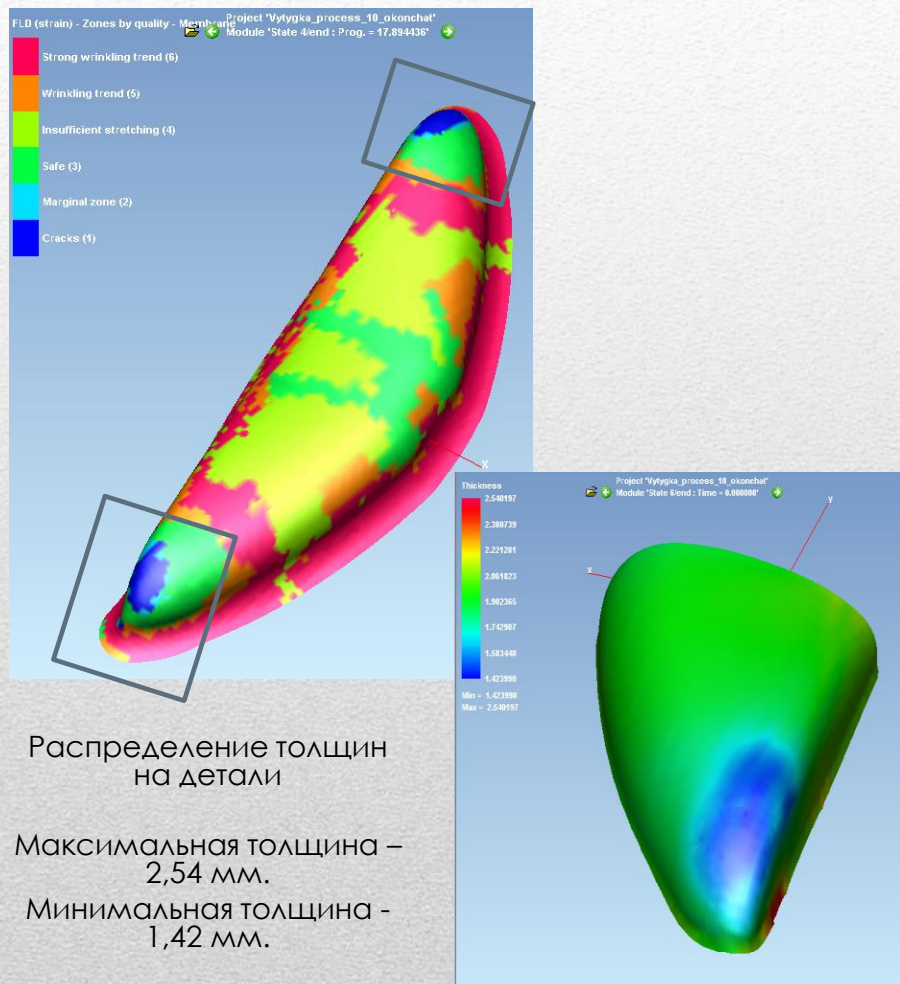 FLD (strain) - Zones by quality - Membrane
Project 'Vytygka_process_10_okonchat'
Module 'State 4/end : Prog. = 17.894436'
Strong wrinkling trend (6)
Wrinkling trend (5)
Insufficient stretching (4)
Safe (3)
Marginal zone (2)
Cracks (1)
X
Thickness
Project 'Vytygka_process_10_okonchat'
Module 'State 6/end : Time = 0.000000'
2.540197
2.380739
2.221281
2.061823
1.902365
1.742907
1.583448
1.423990
Min = 1.423990
Max = 2.540197
Y
X
Распределение толщин
на детали
Максимальная толщина –
2,54 мм.
Минимальная толщина -
1,42 мм.